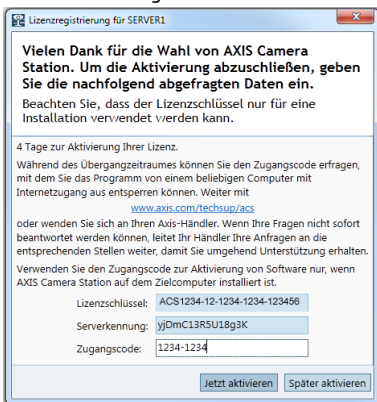 Lizenzregistrierung für SERVER1
Vielen Dank für die Wahl von AXIS Camera
Station. Um die Aktivierung abzuschließen, geben
Sie die nachfolgend abgefragten Daten ein.
Beachten Sie, dass der Lizenzschlüssel nur für eine
Installation verwendet werden kann.
4 Tage zur Aktivierung Ihrer Lizenz.
Während des Übergangzeitraumes können Sie den Zugangscode erfragen,
mit dem Sie das Programm von einem beliebigen Computer mit
Internetzugang aus entsperren können. Weiter mit
www.axis.com/techsup/acs
oder wenden Sie sich an Ihren Axis-Händler. Wenn Ihre Fragen nicht sofort
beantwortet werden können, leitet Ihr Händler Ihre Anfragen an die
entsprechenden Stellen weiter, damit Sie umgehend Unterstützung erhalten.
Verwenden Sie den Zugangscode zur Aktivierung von Software nur, wenn
AXIS Camera Station auf dem Zielcomputer installiert ist.
Lizenzschlüssel: ACS1234-12-1234-1234-123456
Serverkennung: yjDmC13R5U18g3K
Zugangscode: 1234-1234
Jetzt aktivieren Später aktivieren